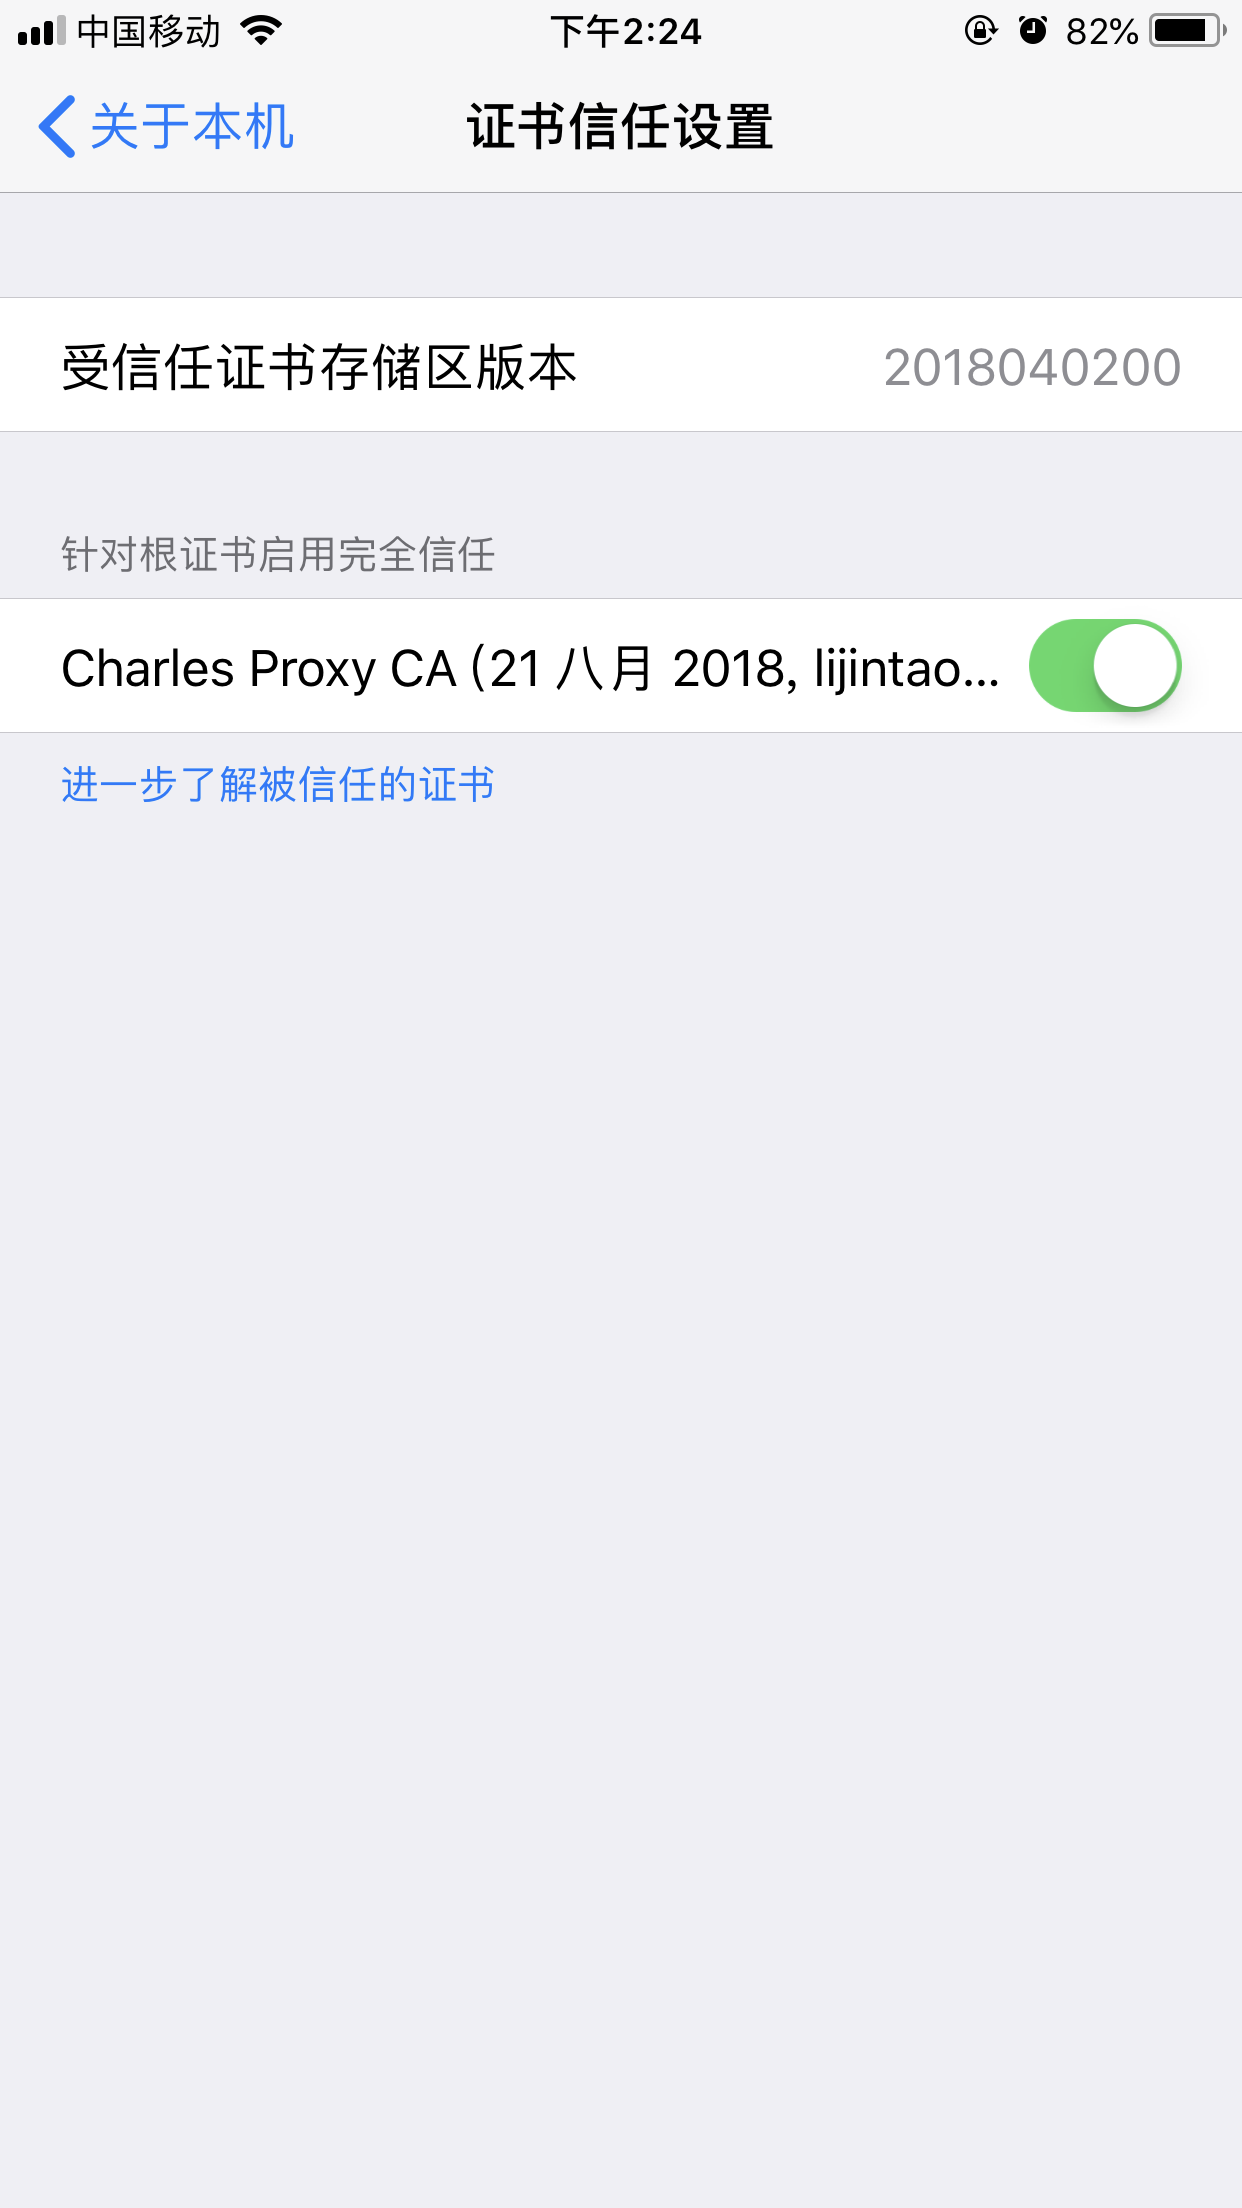 中国移动 下午2:24 82%
关于本机 证书信任设置
受信任证书存储区版本 2018040200
针对根证书启用完全信任
Charles Proxy CA (21 八月 2018, lijintao...
进一步了解被信任的证书